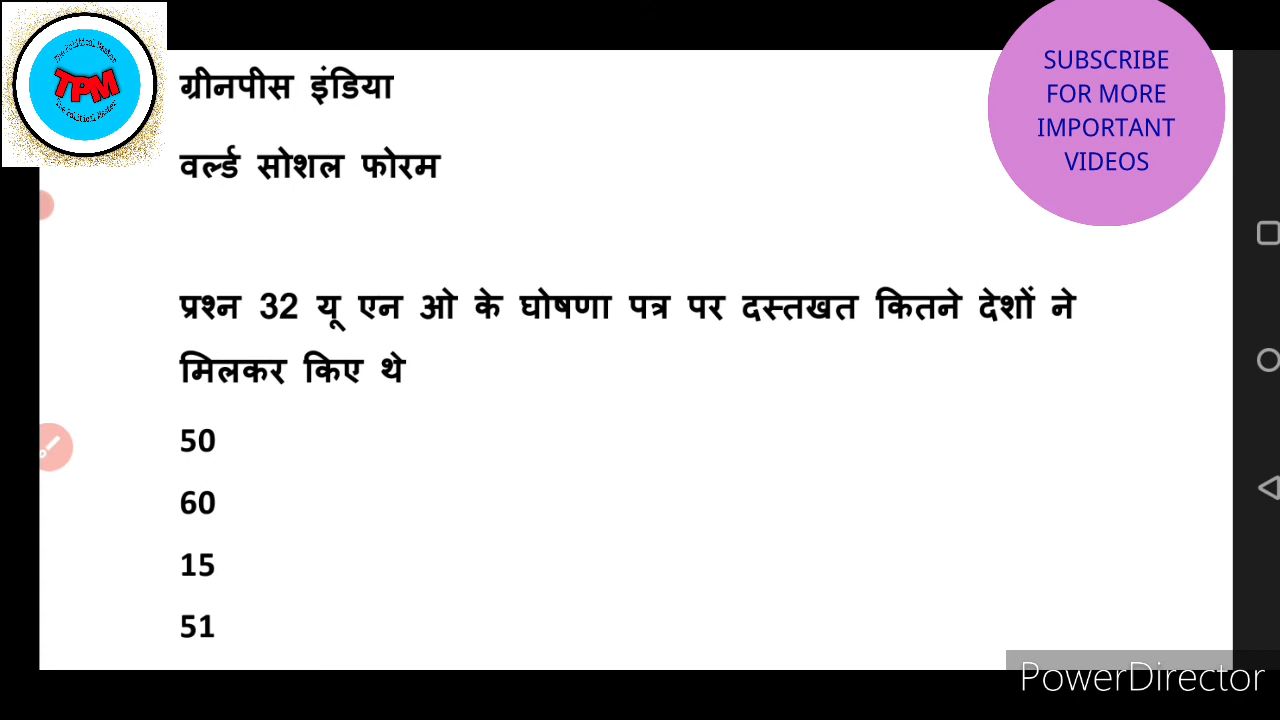 TPM
ग्रीनपीस इंडिया
वर्ल्ड सोशल फोरम
SUBSCRIBE
FOR MORE
IMPORTANT
VIDEOS
प्रश्न 32 यू एन ओ के घोषणा पत्र पर दस्तखत कितने देशों ने
मिलकर किए थे
50
60
15
51
PowerDirector